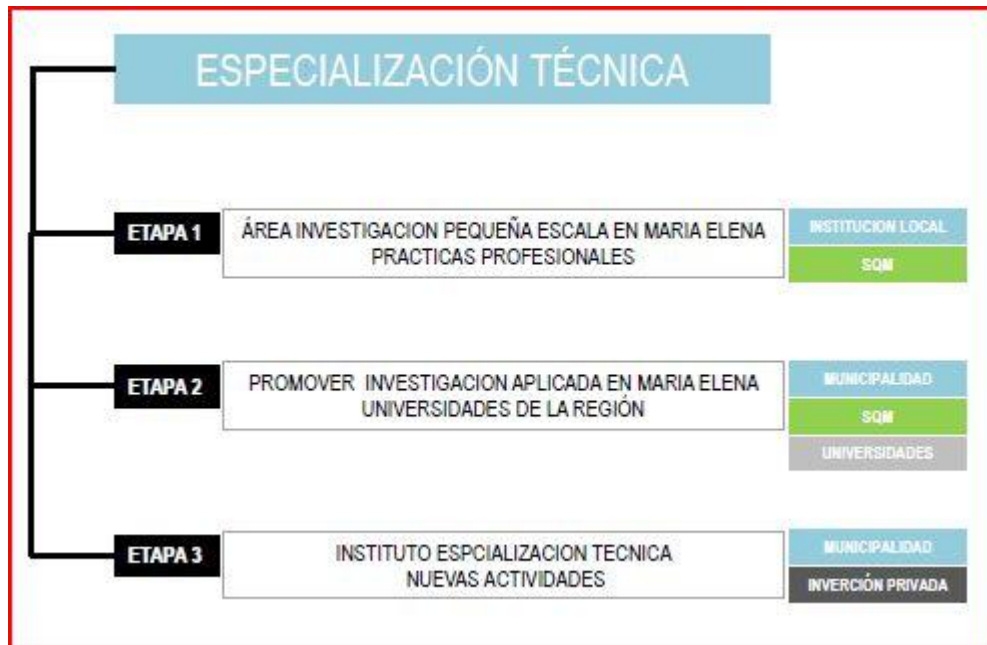 ESPECIALIZACIÓN TÉCNICA
ETAPA 1
ÁREA INVESTIGACION PEQUEÑA ESCALA EN MARIA ELENA
PRACTICAS PROFESIONALES
INSTITUCION LOCAL
SQM
ETAPA 2
PROMOVER INVESTIGACION APLICADA EN MARIA ELENA
UNIVERSIDADES DE LA REGIÓN
MUNICIPALIDAD
SQM
UNIVERSIDADES
ETAPA 3
INSTITUTO ESPCIALIZACION TECNICA
NUEVAS ACTIVIDADES
MUNICIPALIDAD
INVERCIÓN PRIVADA